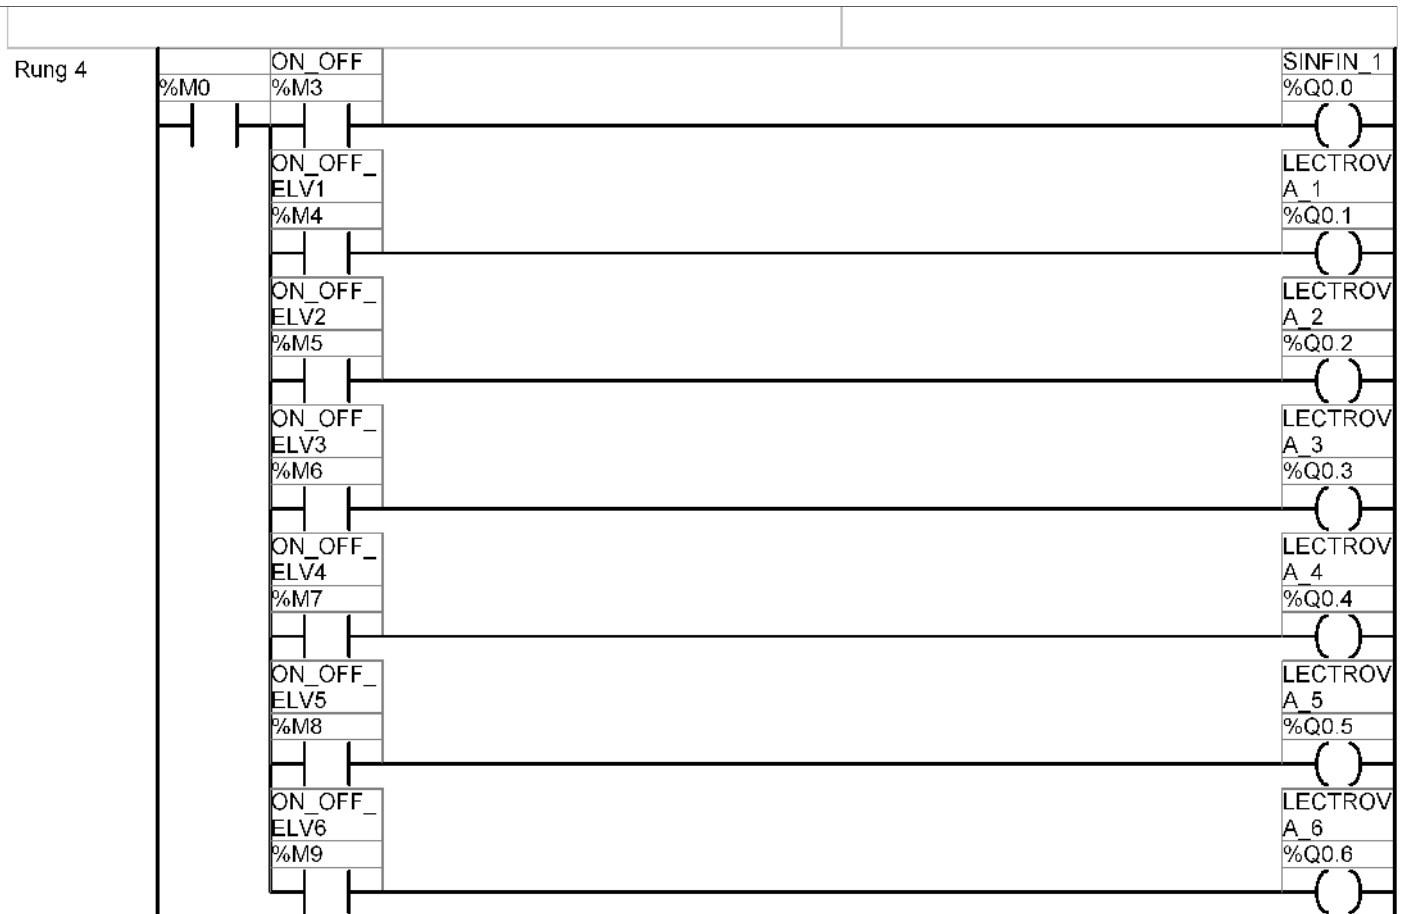 Rung 4
ON_OFF
SINFIN_1
%M0
%M3
%Q0.0
ON_OFF_
ELV1
%M4
LECTROV
A_1
%Q0.1
ON_OFF_
ELV2
%M5
LECTROV
A_2
%Q0.2
ON_OFF_
ELV3
%M6
LECTROV
A_3
%Q0.3
ON_OFF_
ELV4
%M7
LECTROV
A_4
%Q0.4
ON_OFF_
ELV5
%M8
LECTROV
A_5
%Q0.5
ON_OFF_
ELV6
%M9
LECTROV
A_6
%Q0.6